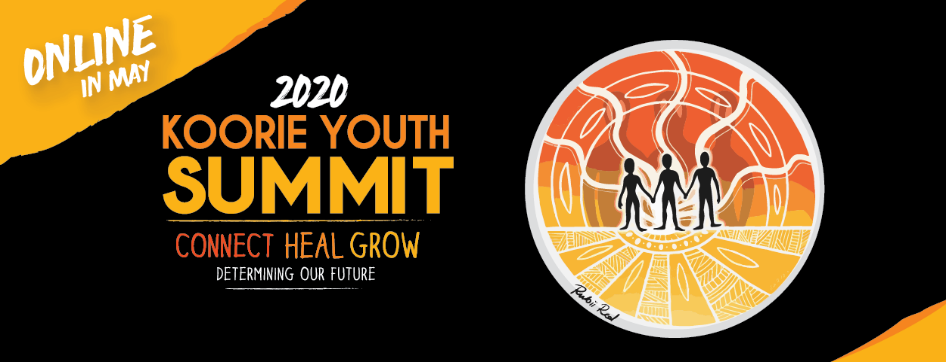 ONLINE
IN MAY
2020
KOORIE YOUTH
SUMMIT
CONNECT HEAL GROW
DETERMINING OUR FUTURE